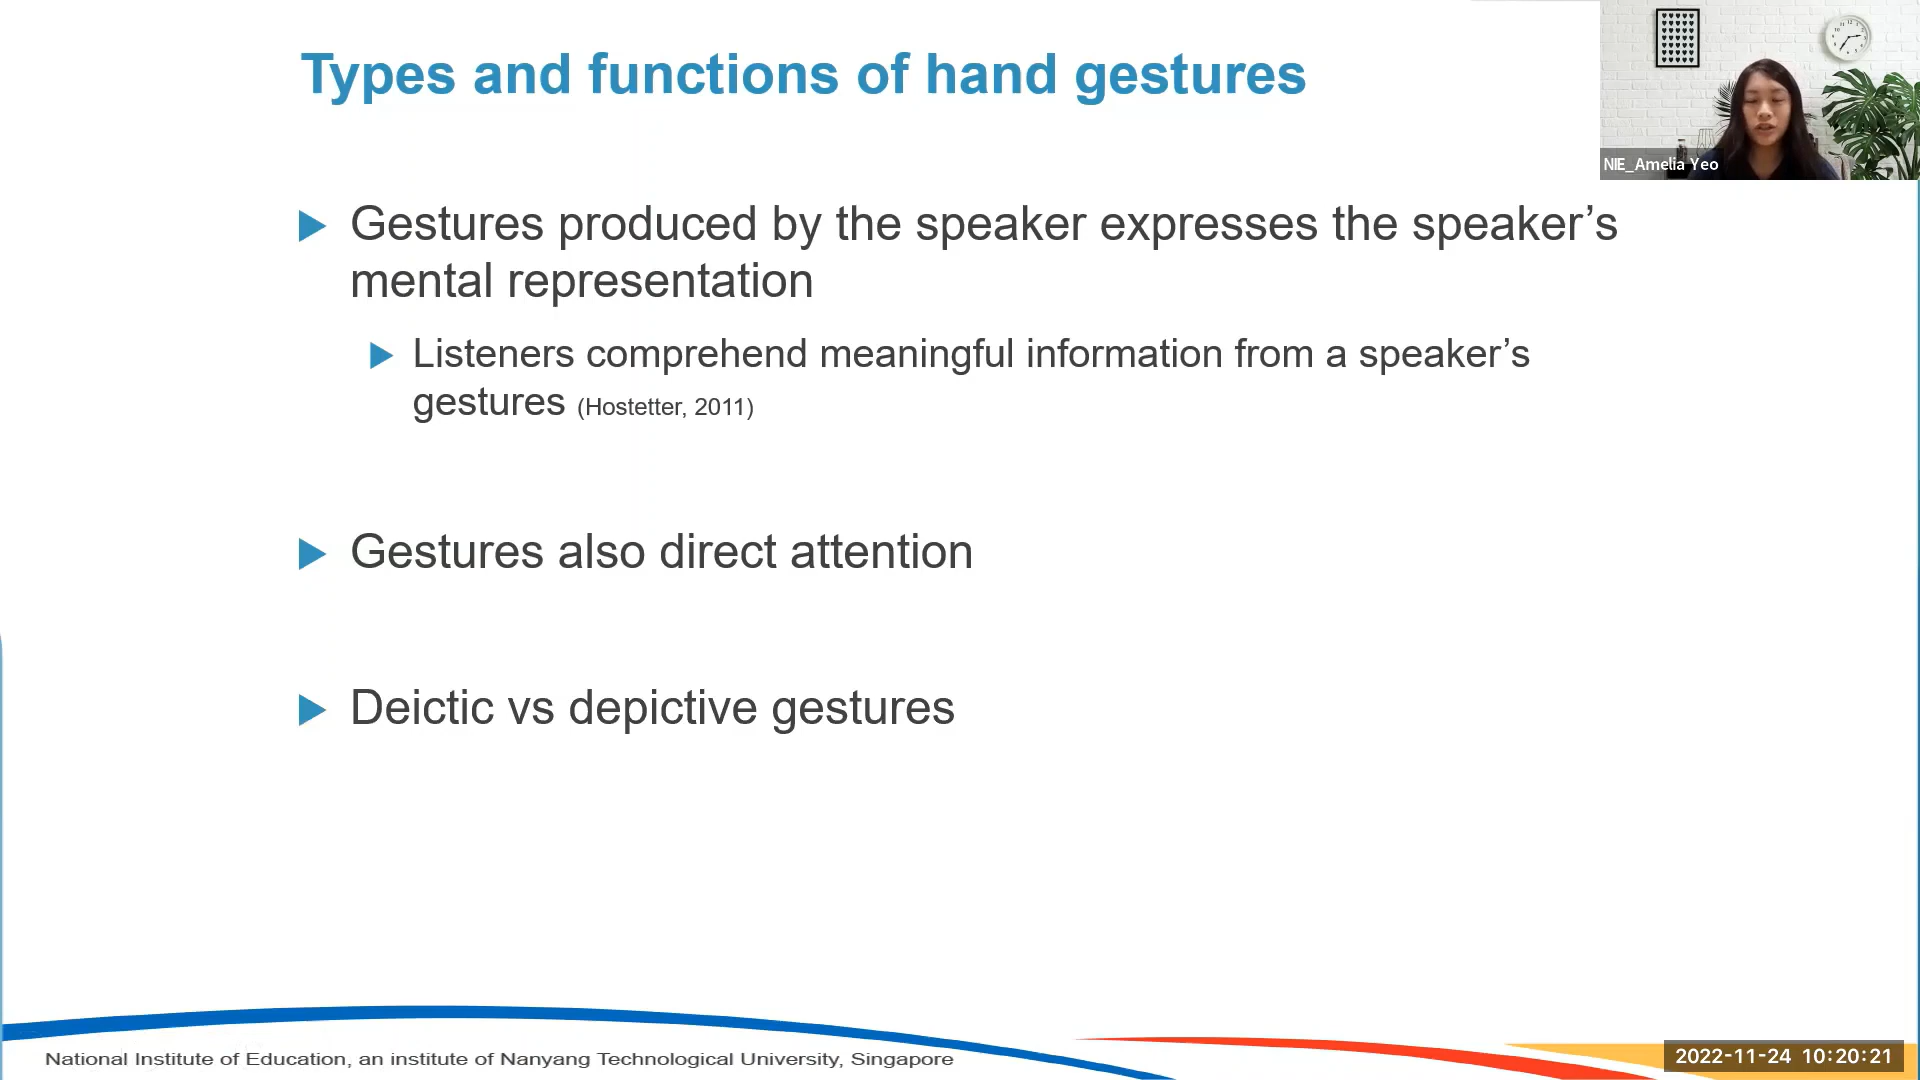 Types and functions of hand gestures
NIE_Amelia Yeo
Gestures produced by the speaker expresses the speaker’s
mental representation
Listeners comprehend meaningful information from a speaker’s
gestures (Hostetter, 2011)
Gestures also direct attention
Deictic vs depictive gestures
National Institute of Education, an institute of Nanyang Technological University, Singapore
2022-11-24 10:20:21